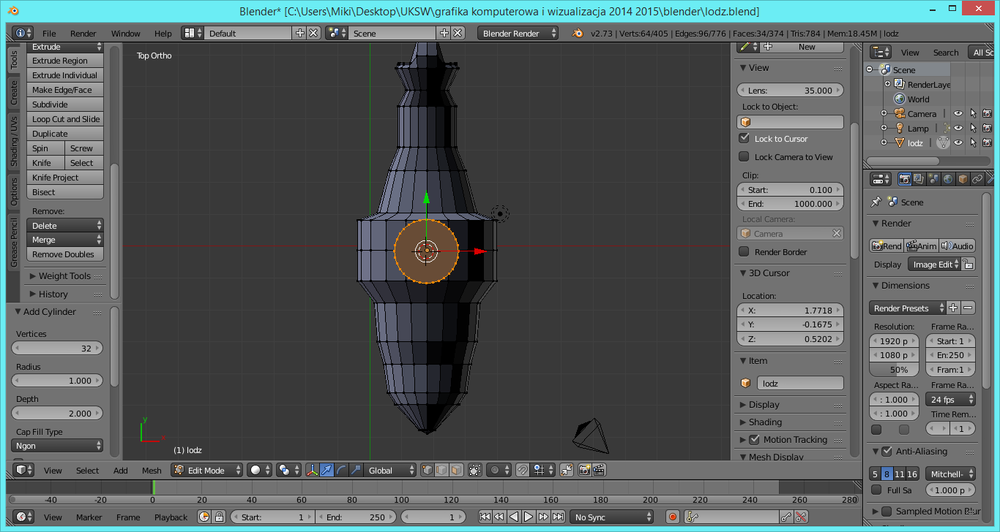 Blender* [C:\Users\Miki\Desktop\UKSW\grafika komputerowa i wizualizacja 2014 2015\blender\lodz.blend]
File Render Window Help Default Scene Blender Render v2.73 | Verts:64/405 | Edges:96/776 | Faces:34/374 | Tris:784 | Mem:18.45M | lodz
Tools
Create
Shading / UVs
Options
Grease Pencil
Extrude
Extrude Region
Extrude Individual
Make Edge/Face
Subdivide
Loop Cut and Slide
Duplicate
Spin Screw
Knife Select
Knife Project
Bisect
Remove:
Delete
Merge
Remove Doubles
Weight Tools
History
Add Cylinder
Vertices
32
Radius
1.000
Depth
2.000
Cap Fill Type
Ngon
Top Ortho
y
(1) lodz
New
View
Lens: 35.000
Lock to Object:
Lock to Cursor
Lock Camera to View
Clip:
Start: 0.100
End: 1000.000
Local Camera:
Camera
Render Border
3D Cursor
Location:
X: 1.7718
Y: -0.1675
Z: 0.5202
Item
lodz
Display
Shading
Motion Tracking
Mesh Display
View Search All Sc
Scene
RenderLaye
World
Camera
Lamp
lodz
Scene
Render
Rend Anim Audio
Display Image Edit
Dimensions
Render Presets
Resolution: Frame Ra...
1920 p Start: 1
1080 p En:250
50% Fram:1
Aspect Ra... Frame Ra...
: 1.000 24 fps
: 1.000 Time Rem...
1
Anti-Aliasing
5 8 11 16 Mitchell-
Full Sa 1.000 p
Sampled Motion Blur
View Select Add Mesh Edit Mode Global
-40 -20 0 20 40 60 80 100 120 140 160 180 200 220 240 260 280
View Marker Frame Playback Start: 1 End: 250 1 No Sync